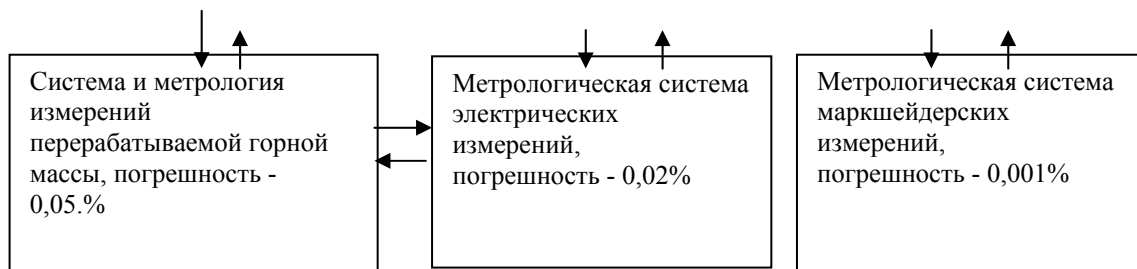 Система и метрология
измерений
перерабатываемой горной
массы, погрешность -
0,05.%
Метрологическая система
электрических
измерений,
погрешность - 0,02%
Метрологическая система
маркшейдерских
измерений,
погрешность - 0,001%